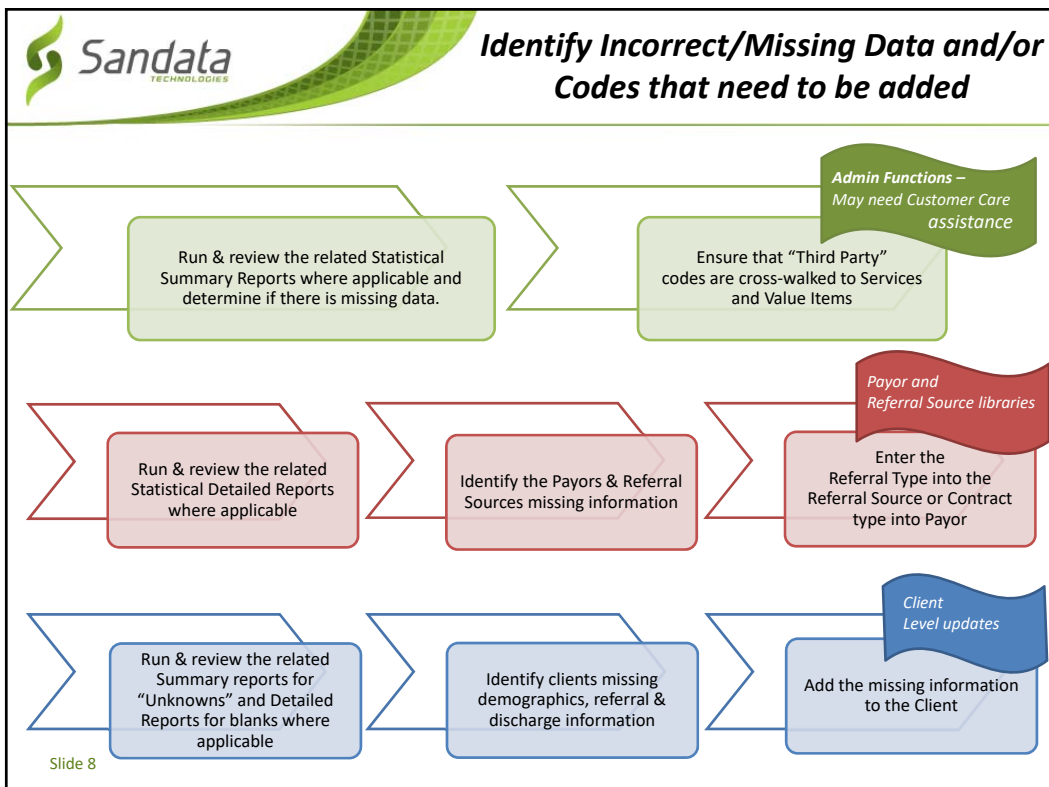 Sandata
TECHNOLOGIES
Identify Incorrect/Missing Data and/or
Codes that need to be added
Admin Functions –
May need Customer Care
assistance
Run & review the related Statistical
Summary Reports where applicable and
determine if there is missing data.
Ensure that “Third Party”
codes are cross-walked to Services
and Value Items
Payor and
Referral Source libraries
Run & review the related
Statistical Detailed Reports
where applicable
Identify the Payors & Referral
Sources missing information
Enter the
Referral Type into the
Referral Source or Contract
type into Payor
Client
Level updates
Run & review the related
Summary reports for
“Unknowns” and Detailed
Reports for blanks where
applicable
Identify clients missing
demographics, referral &
discharge information
Add the missing information
to the Client
Slide 8